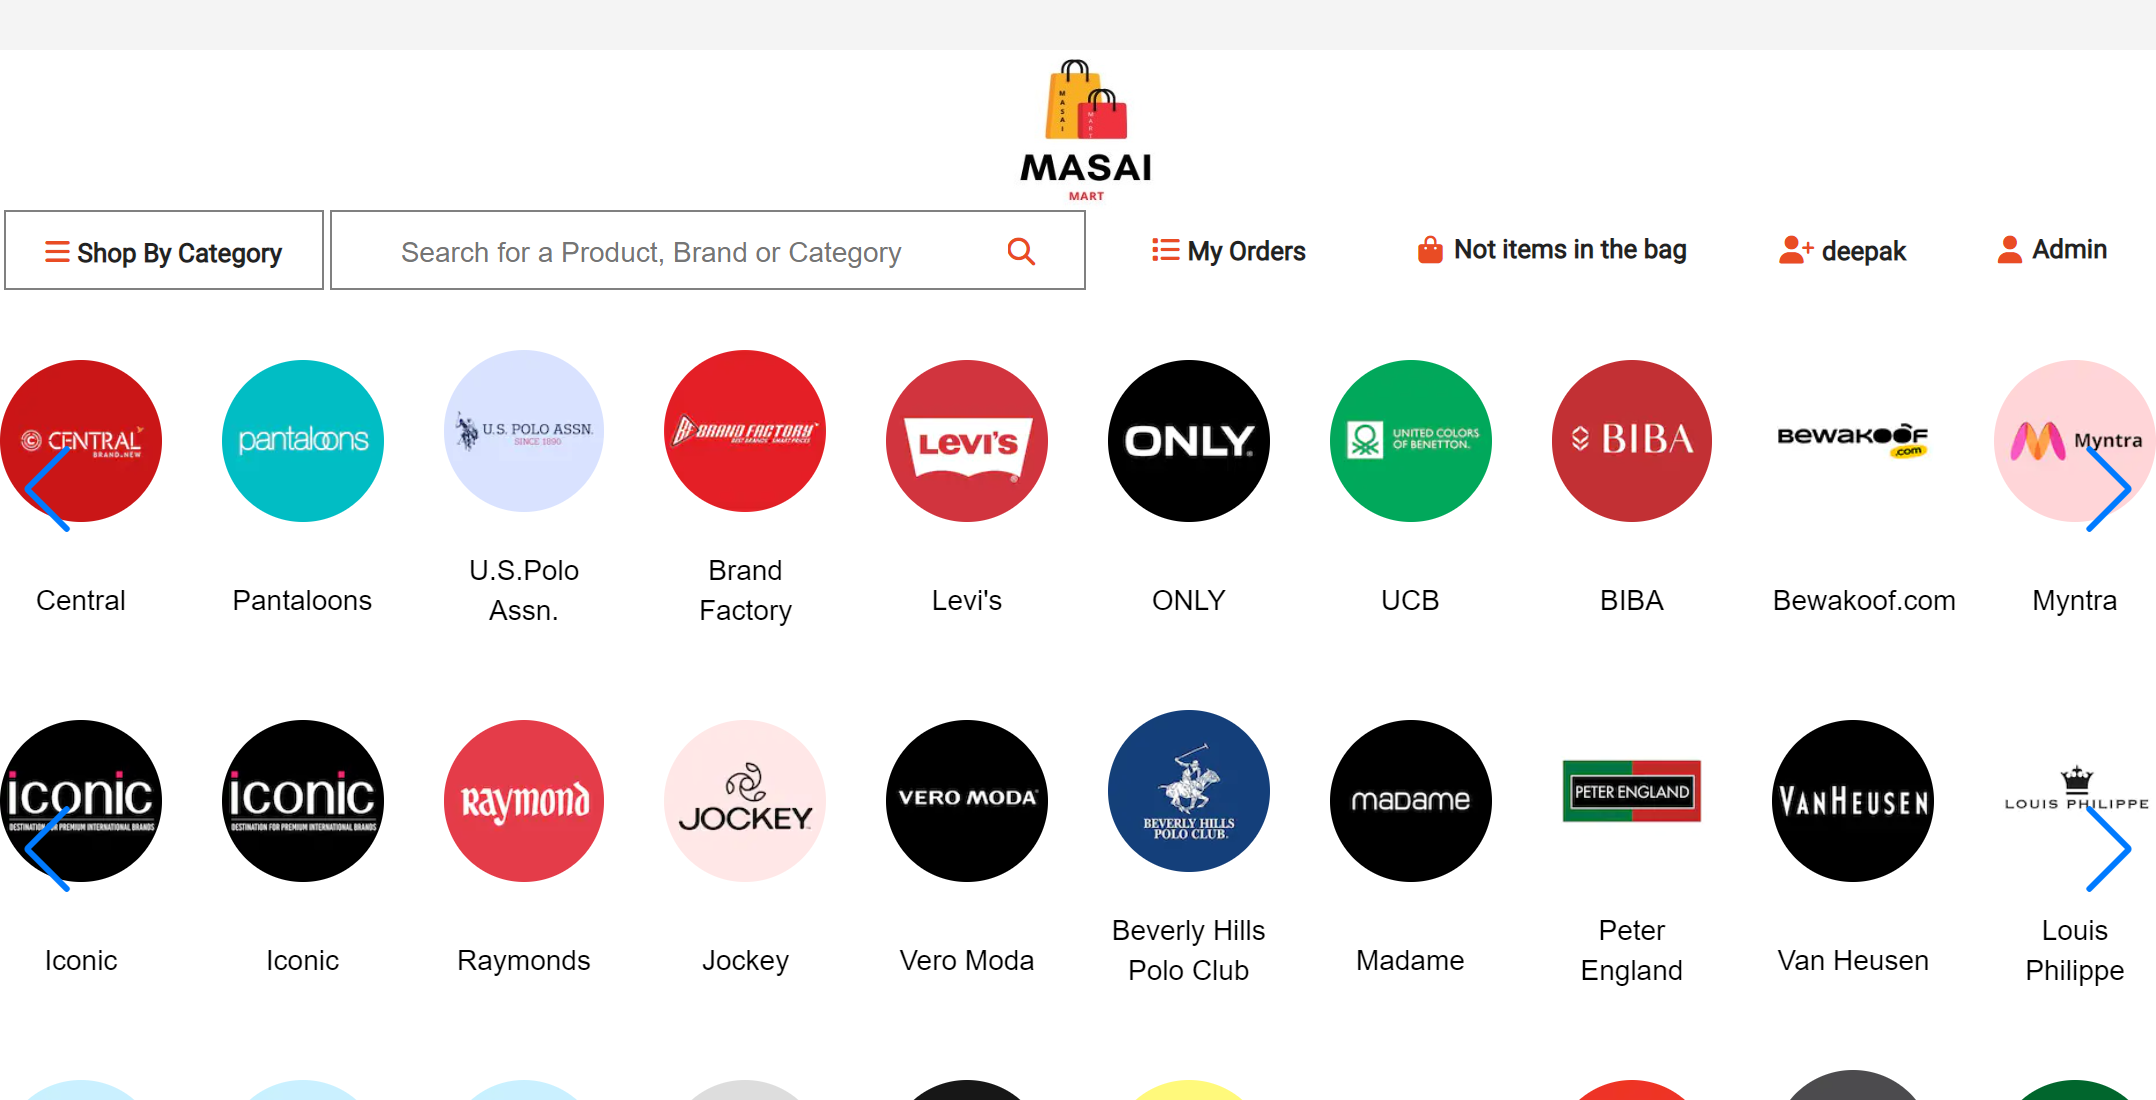 MASAI
MART
MASAI
MART
Shop By Category
Search for a Product, Brand or Category
My Orders
Not items in the bag
deepak
Admin
CENTRAL
BRAND.NEW
pantaloons
U.S. POLO ASSN.
SINCE 1890
BF BRAND FACTORY
BEST BRANDS. SMART PRICES
LEVI'S
ONLY
UNITED COLORS
OF BENETTON.
BIBA
BEWAKOOF
.com
Myntra
Central
Pantaloons
U.S.Polo
Assn.
Brand
Factory
Levi's
ONLY
UCB
BIBA
Bewakoof.com
Myntra
iconic
DESTINATION FOR PREMIUM INTERNATIONAL BRANDS
iconic
DESTINATION FOR PREMIUM INTERNATIONAL BRANDS
Raymond
JOCKEY
VERO MODA
BEVERLY HILLS
POLO CLUB
maDame
PETER ENGLAND
VANHEUSEN
LOUIS PHILIPPE
Iconic
Iconic
Raymonds
Jockey
Vero Moda
Beverly Hills
Polo Club
Madame
Peter
England
Van Heusen
Louis
Philippe